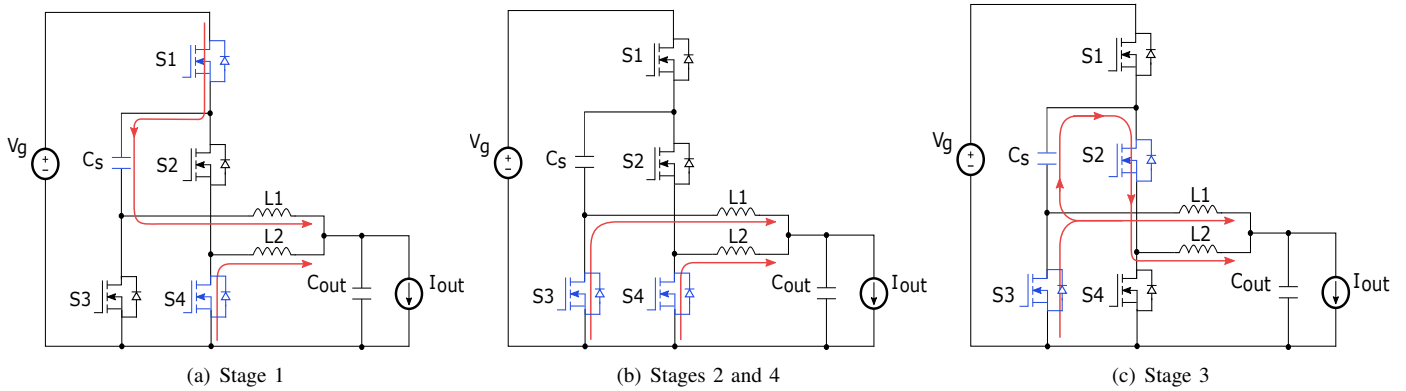 S1
Vg
+
−
Cs
S2
L1
L2
S3
S4
Cout
Iout
(a) Stage 1
S1
Vg
+
−
Cs
S2
L1
L2
S3
S4
Cout
Iout
(b) Stages 2 and 4
S1
Vg
+
−
Cs
S2
L1
L2
S3
S4
Cout
Iout
(c) Stage 3